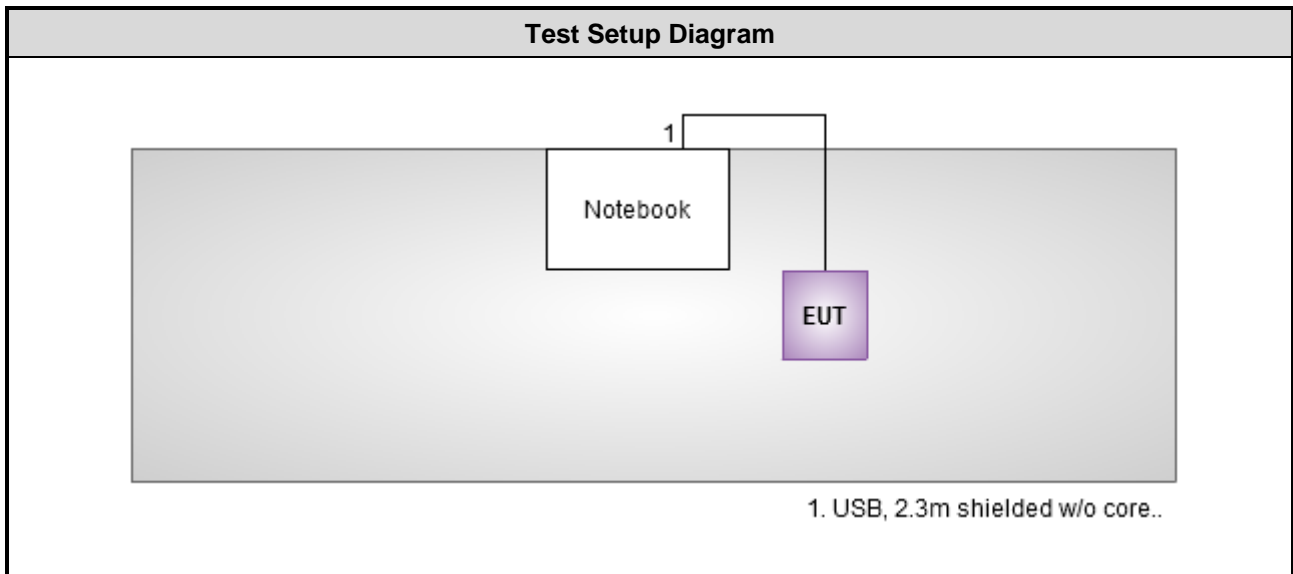 Test Setup Diagram
1
Notebook
EUT
1. USB, 2.3m shielded w/o core..